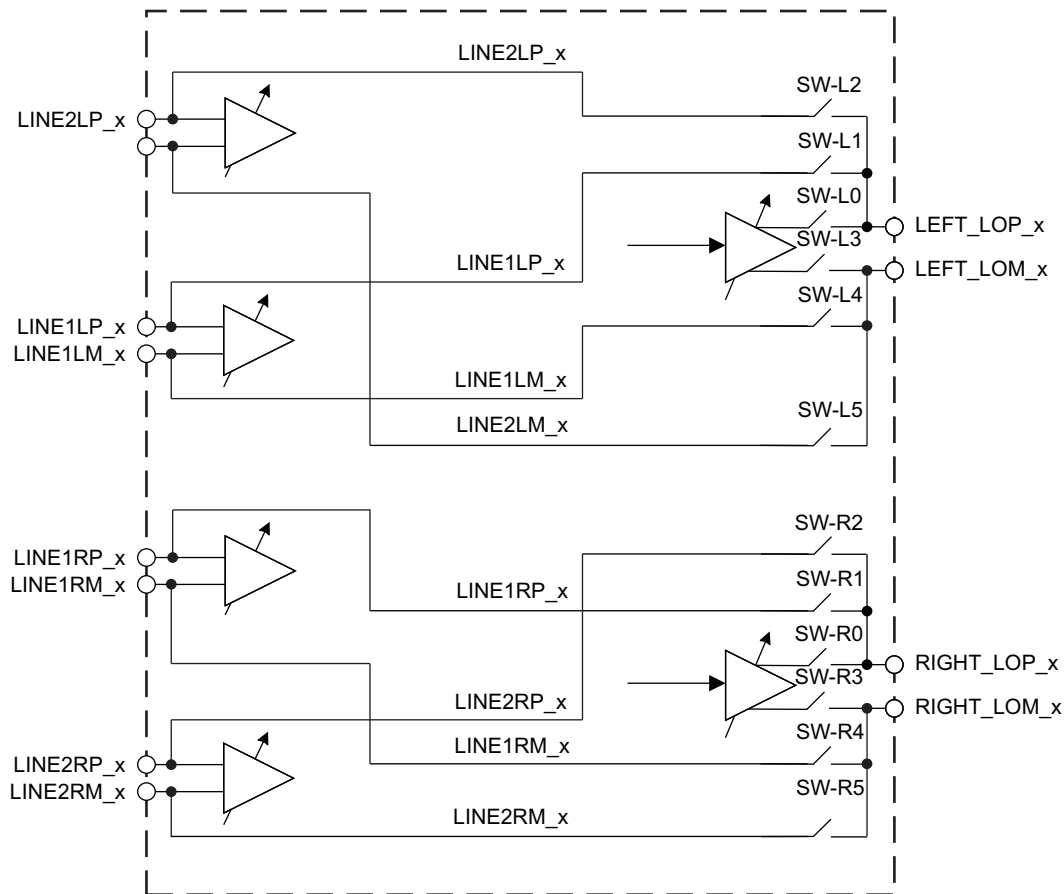 LINE2LP_x
SW-L2
LINE2LP_x
SW-L1
SW-L0
LEFT_LOP_x
SW-L3
LINE1LP_x
LEFT_LOM_x
SW-L4
LINE1LP_x
LINE1LM_x
LINE1LM_x
SW-L5
LINE2LM_x
SW-R2
LINE1RP_x
LINE1RM_x
SW-R1
LINE1RP_x
SW-R0
RIGHT_LOP_x
SW-R3
LINE2RP_x
RIGHT_LOM_x
SW-R4
LINE1RM_x
LINE2RP_x
LINE2RM_x
SW-R5
LINE2RM_x